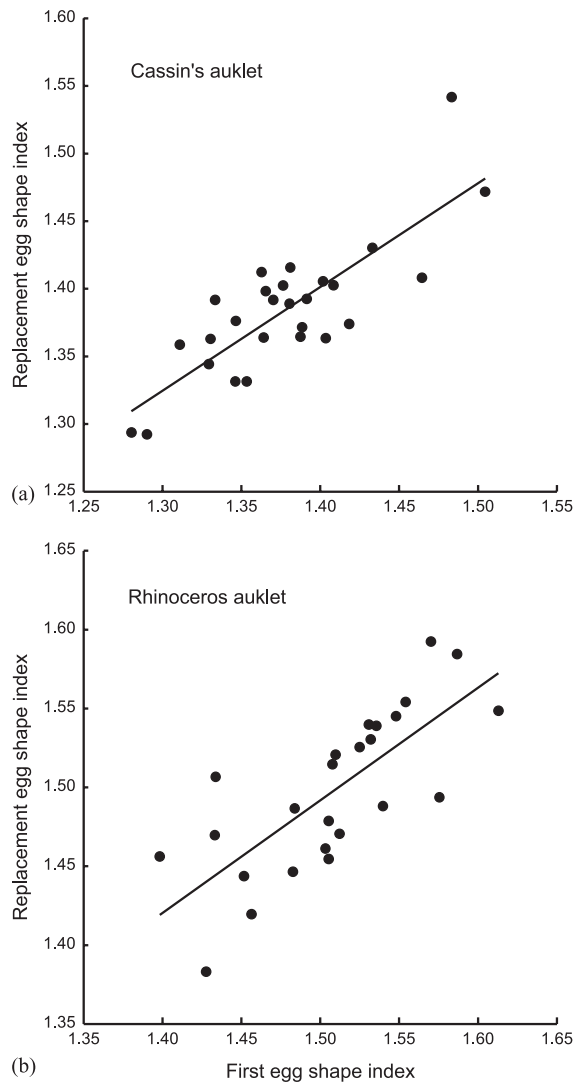 1.60
Cassin's auklet
1.55
1.50
1.45
1.40
1.35
1.30
1.25
Replacement egg shape index
(a)
1.25 1.30 1.35 1.40 1.45 1.50 1.55
1.65
Rhinoceros auklet
1.60
1.55
1.50
1.45
1.40
1.35
Replacement egg shape index
1.35 1.40 1.45 1.50 1.55 1.60 1.65
(b)
First egg shape index